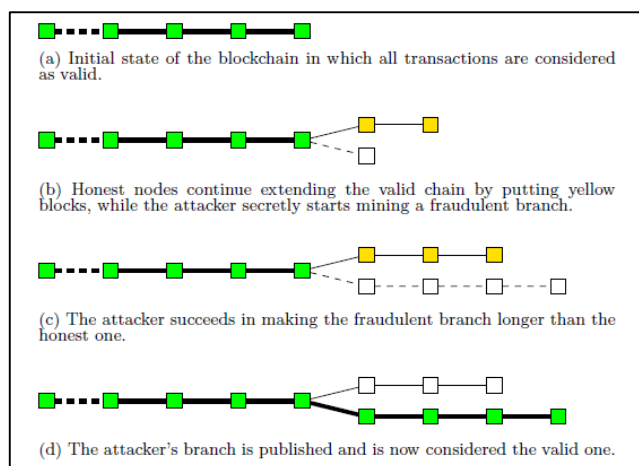 (a) Initial state of the blockchain in which all transactions are considered
as valid.
(b) Honest nodes continue extending the valid chain by putting yellow
blocks, while the attacker secretly starts mining a fraudulent branch.
(c) The attacker succeeds in making the fraudulent branch longer than the
honest one.
(d) The attacker's branch is published and is now considered the valid one.